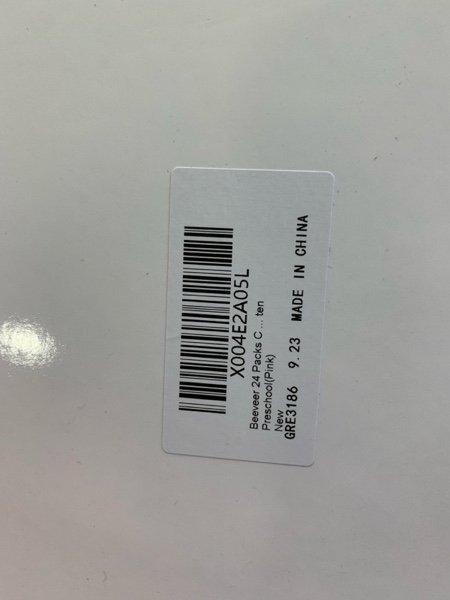 X004E2A05L
Beeveer 24 Packs C ... ten
Preschool(Pink)
New
GRE3186 9.23 MADE IN CHINA